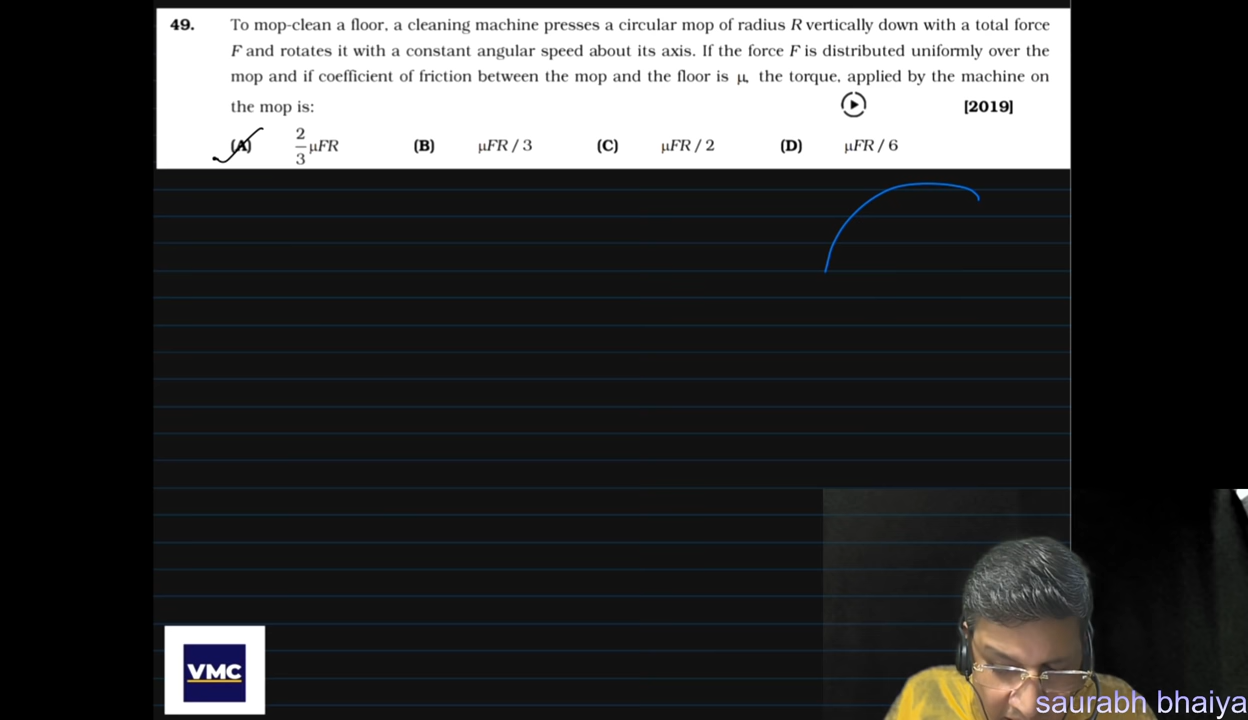 49. To mop-clean a floor, a cleaning machine presses a circular mop of radius R vertically down with a total force
F and rotates it with a constant angular speed about its axis. If the force F is distributed uniformly over the
mop and if coefficient of friction between the mop and the floor is μ, the torque, applied by the machine on
the mop is: [2019]
(A) 2/3 μFR (B) μFR / 3 (C) μFR / 2 (D) μFR / 6
VMC
saurabh bhaiya